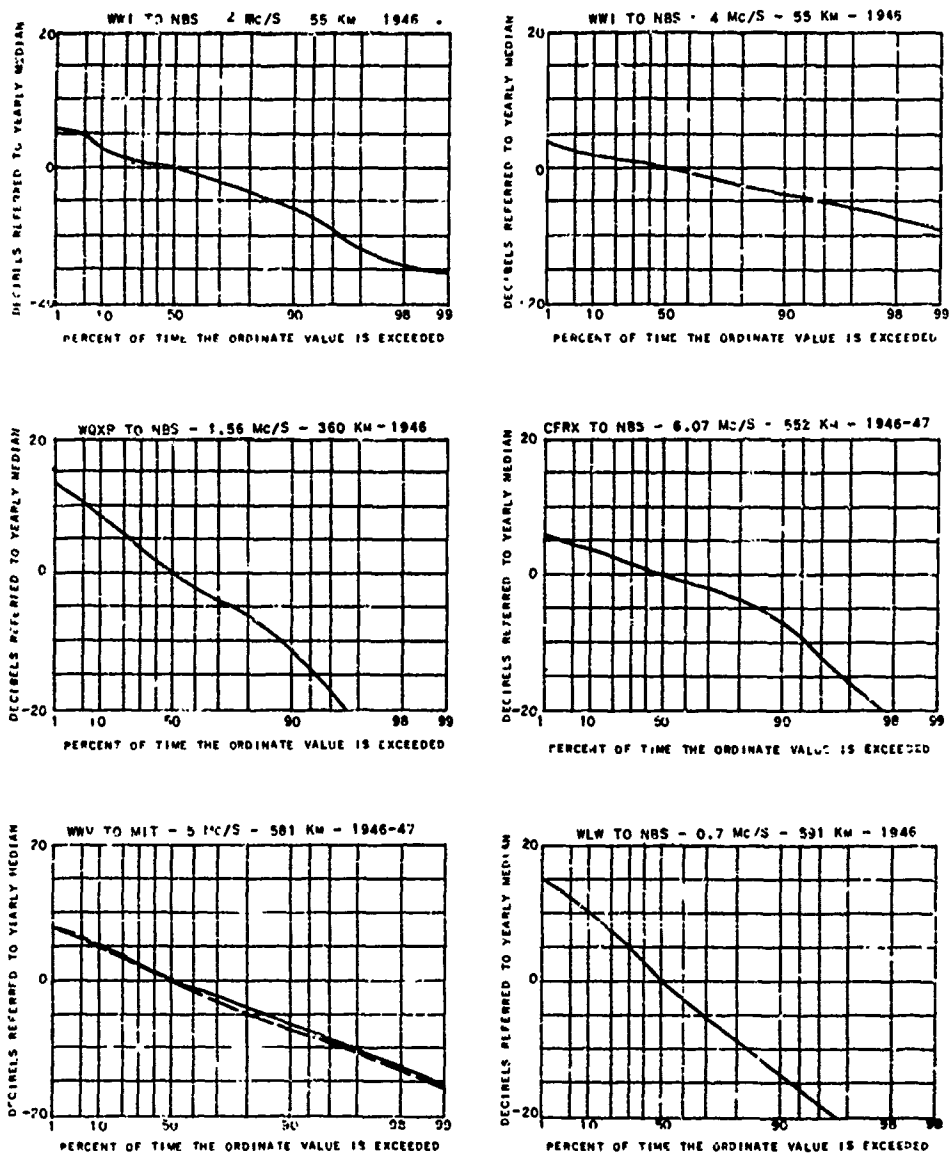 WWI TO NBS 2 MC/S 55 KM 1946
WWI TO NBS - 4 MC/S - 55 KM - 1946
DECIBELS REFERRED TO YEARLY MEDIAN
20
0
1 10 50 90 98 99
PERCENT OF TIME THE ORDINATE VALUE IS EXCEEDED
DECIBELS REFERRED TO YEARLY MEDIAN
20
0
-20
1 10 50 90 98 99
PERCENT OF TIME THE ORDINATE VALUE IS EXCEEDED
WQXR TO NBS - 1.56 MC/S - 360 KM - 1946
CFRX TO NBS - 6.07 MC/S - 552 KM - 1946-47
DECIBELS REFERRED TO YEARLY MEDIAN
20
0
-20
1 10 50 90 98 99
PERCENT OF TIME THE ORDINATE VALUE IS EXCEEDED
DECIBELS REFERRED TO YEARLY MEDIAN
20
0
-20
1 10 50 90 98 99
PERCENT OF TIME THE ORDINATE VALUE IS EXCEEDED
WWV TO MIT - 5 MC/S - 581 KM - 1946-47
WLW TO NBS - 0.7 MC/S - 591 KM - 1946
DECIBELS REFERRED TO YEARLY MEDIAN
20
0
-20
1 10 50 90 98 99
PERCENT OF TIME THE ORDINATE VALUE IS EXCEEDED
DECIBELS REFERRED TO YEARLY MEDIAN
20
0
-20
1 10 50 90 98 99
PERCENT OF TIME THE ORDINATE VALUE IS EXCEEDED